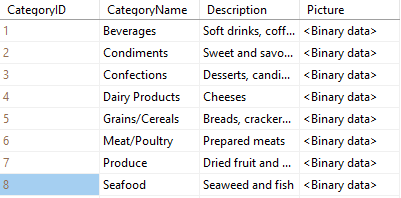 CategoryID CategoryName Description Picture
1 Beverages Soft drinks, coff... <Binary data>
2 Condiments Sweet and savo... <Binary data>
3 Confections Desserts, candi... <Binary data>
4 Dairy Products Cheeses <Binary data>
5 Grains/Cereals Breads, cracker... <Binary data>
6 Meat/Poultry Prepared meats <Binary data>
7 Produce Dried fruit and ... <Binary data>
8 Seafood Seaweed and fish <Binary data>